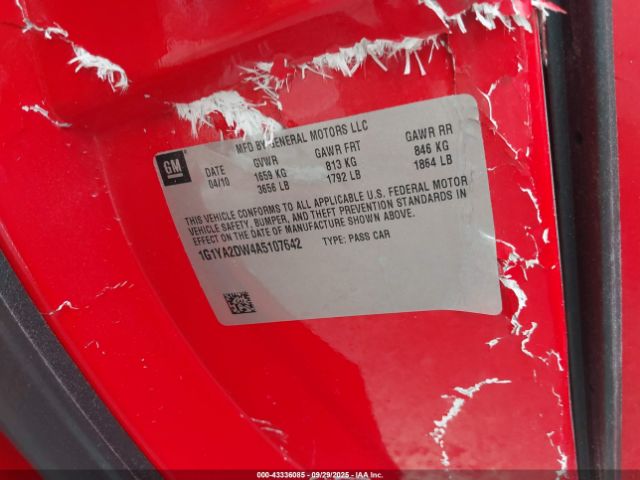 MFD BY GENERAL MOTORS LLC
GM
DATE GVWR GAWR FRT GAWR RR
04/10 1659 KG 813 KG 846 KG
3656 LB 1792 LB 1864 LB
THIS VEHICLE CONFORMS TO ALL APPLICABLE U.S. FEDERAL MOTOR
VEHICLE SAFETY, BUMPER, AND THEFT PREVENTION STANDARDS IN
EFFECT ON THE DATE OF MANUFACTURE SHOWN ABOVE.
1G1YA2DW4A5107642 TYPE: PASS CAR
000-43336085 - 09/29/2025 - IAA Inc.